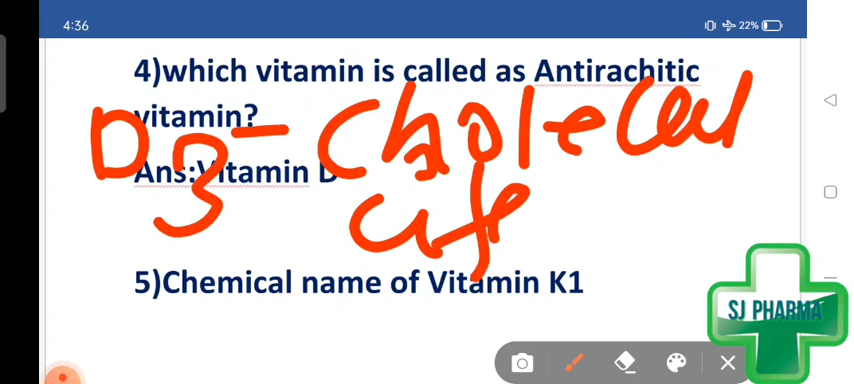 4:36
22%
4)which vitamin is called as Antirachitic
vitamin?
D3-Cholecal
Ans:Vitamin D
5)Chemical name of Vitamin K1
SJ PHARMA